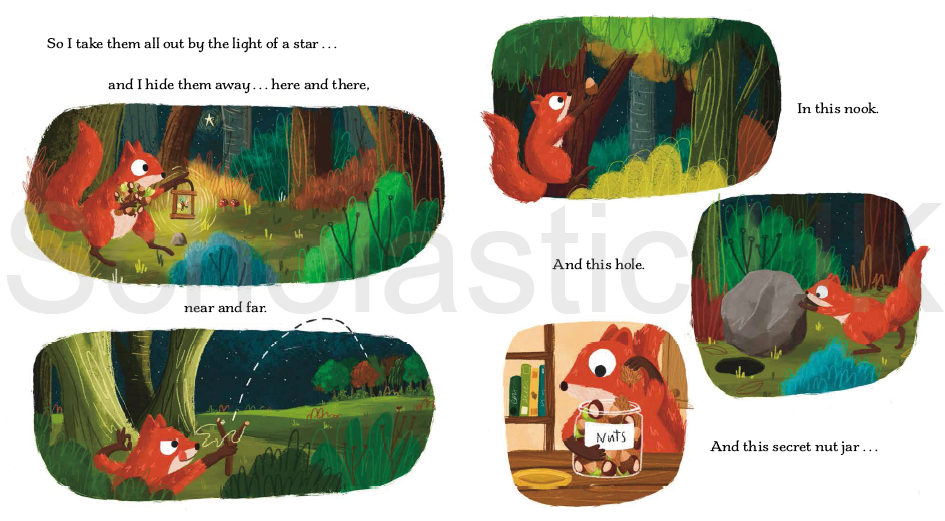 So I take them all out by the light of a star...
and I hide them away... here and there,
near and far.
In this nook.
And this hole.
NutS
And this secret nut jar...
Scholastic UK